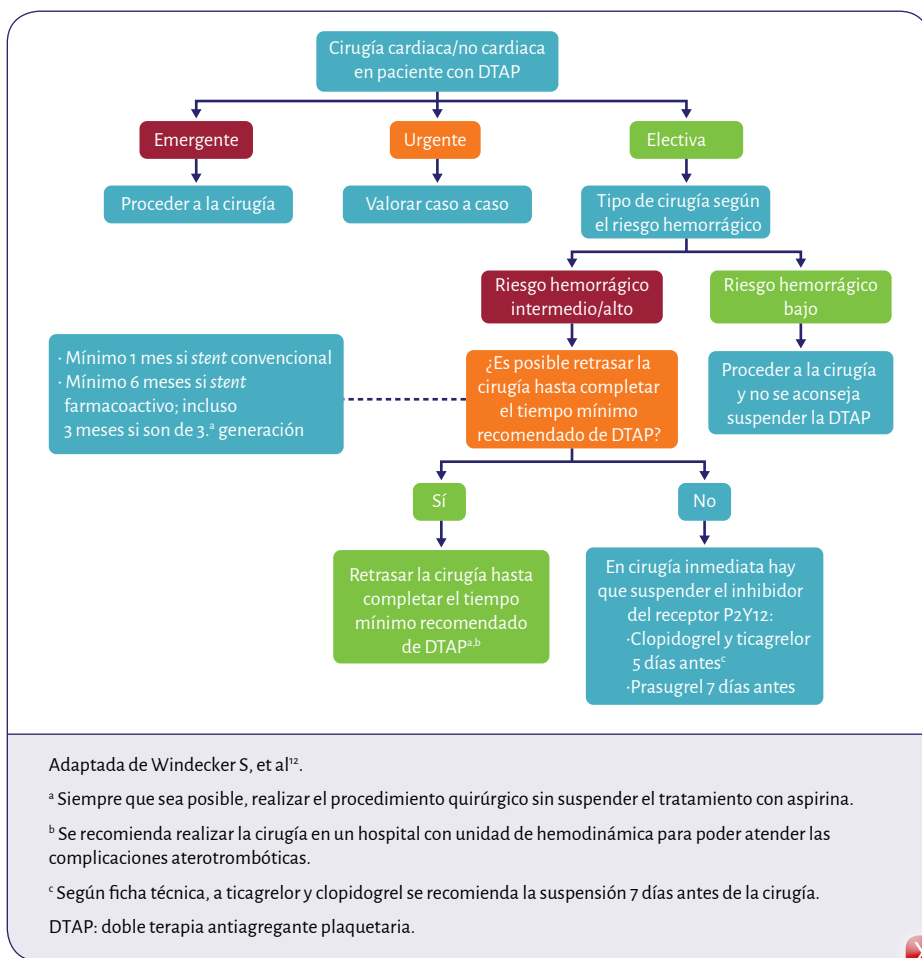 Cirugía cardiaca/no cardiaca
en paciente con DTAP
Emergente
Urgente
Electiva
Proceder a la cirugía
Valorar caso a caso
Tipo de cirugía según
el riesgo hemorrágico
Riesgo hemorrágico
intermedio/alto
Riesgo hemorrágico
bajo
· Mínimo 1 mes si stent convencional
· Mínimo 6 meses si stent
farmacoactivo; incluso
3 meses si son de 3.ª generación
¿Es posible retrasar la
cirugía hasta completar
el tiempo mínimo
recomendado de DTAP?
Proceder a la cirugía
y no se aconseja
suspender la DTAP
Sí
No
Retrasar la cirugía hasta
completar el tiempo
mínimo recomendado
de DTAPa,b
En cirugía inmediata hay
que suspender el inhibidor
del receptor P2Y12:
·Clopidogrel y ticagrelor
5 días antesc
·Prasugrel 7 días antes
Adaptada de Windecker S, et al¹².
a Siempre que sea posible, realizar el procedimiento quirúrgico sin suspender el tratamiento con aspirina.
b Se recomienda realizar la cirugía en un hospital con unidad de hemodinámica para poder atender las
complicaciones aterotrombóticas.
c Según ficha técnica, a ticagrelor y clopidogrel se recomienda la suspensión 7 días antes de la cirugía.
DTAP: doble terapia antiagregante plaquetaria.